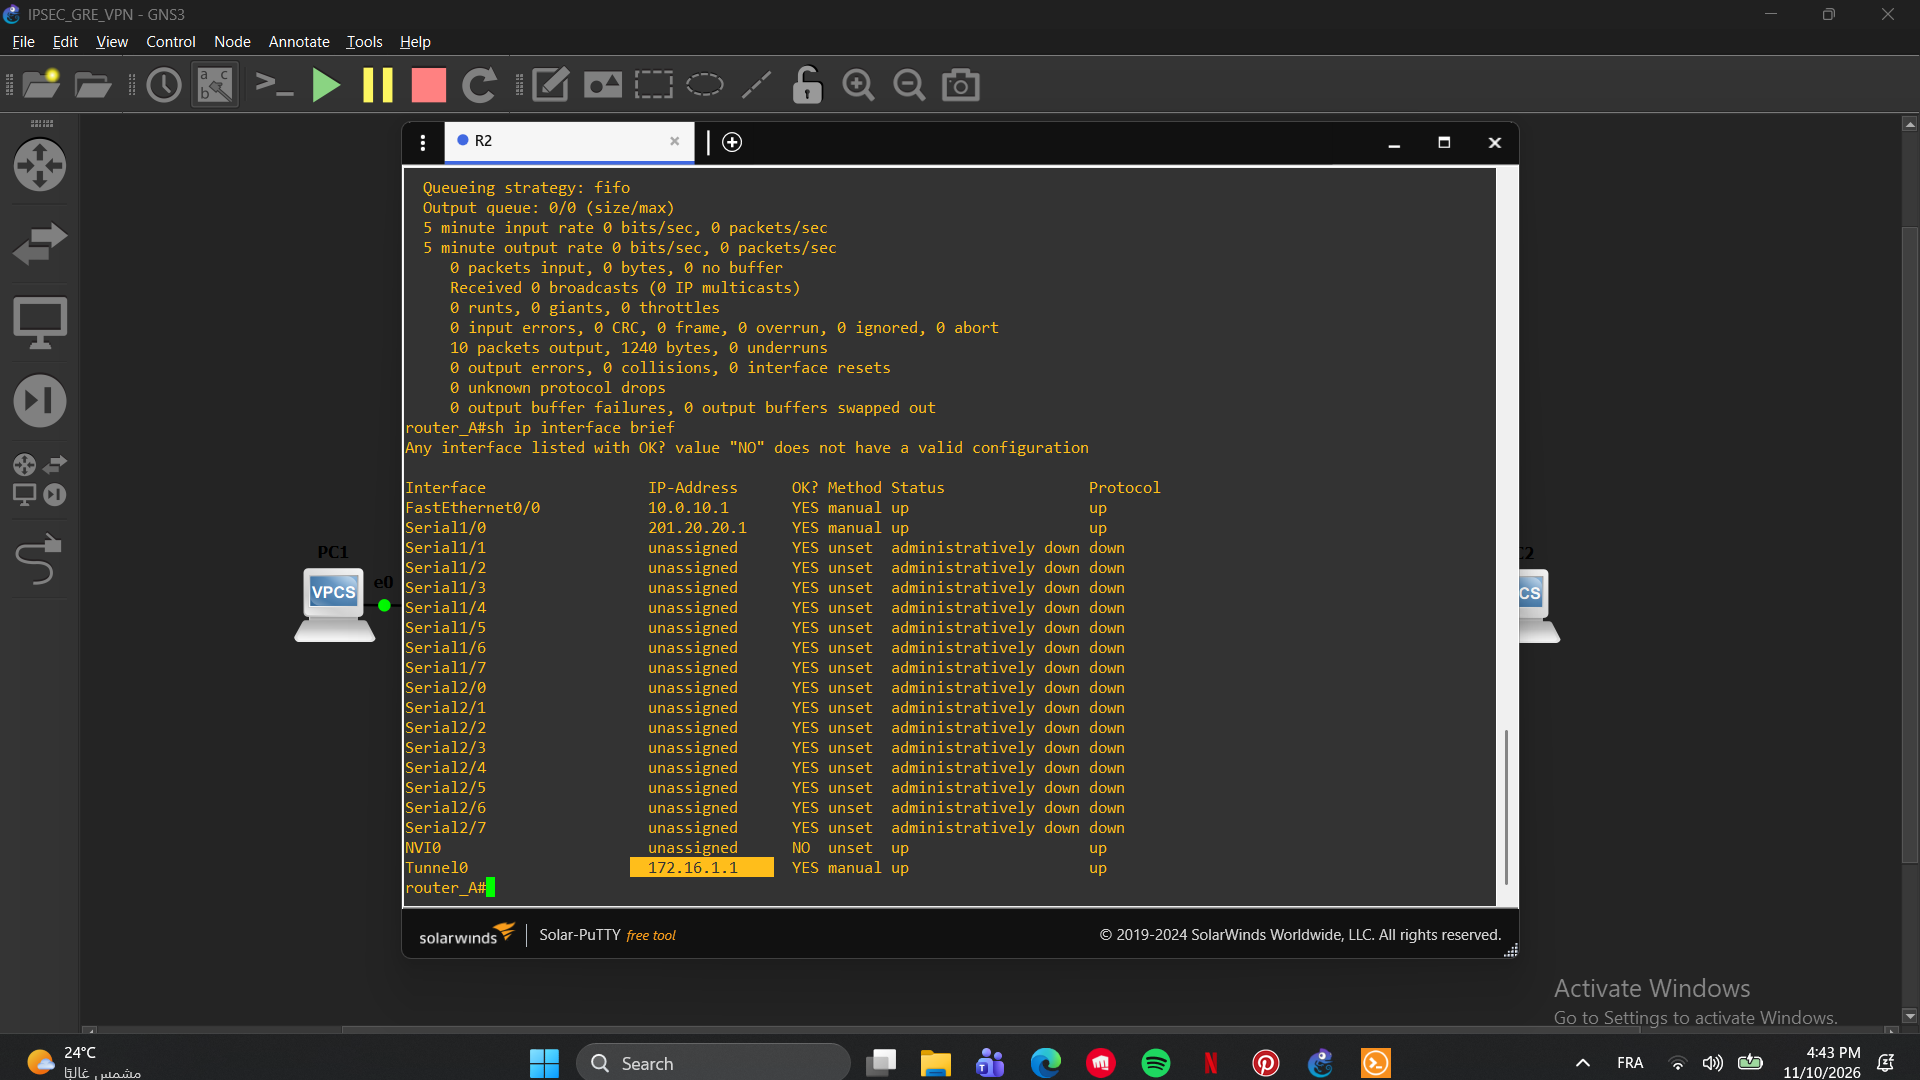 IPSEC_GRE_VPN - GNS3
File Edit View Control Node Annotate Tools Help
R2
Queueing strategy: fifo
Output queue: 0/0 (size/max)
5 minute input rate 0 bits/sec, 0 packets/sec
5 minute output rate 0 bits/sec, 0 packets/sec
0 packets input, 0 bytes, 0 no buffer
Received 0 broadcasts (0 IP multicasts)
0 runts, 0 giants, 0 throttles
0 input errors, 0 CRC, 0 frame, 0 overrun, 0 ignored, 0 abort
10 packets output, 1240 bytes, 0 underruns
0 output errors, 0 collisions, 0 interface resets
0 unknown protocol drops
0 output buffer failures, 0 output buffers swapped out
router_A#sh ip interface brief
Any interface listed with OK? value "NO" does not have a valid configuration
Interface IP-Address OK? Method Status Protocol
FastEthernet0/0 10.0.10.1 YES manual up up
Serial1/0 201.20.20.1 YES manual up up
Serial1/1 unassigned YES unset administratively down down
Serial1/2 unassigned YES unset administratively down down
Serial1/3 unassigned YES unset administratively down down
Serial1/4 unassigned YES unset administratively down down
Serial1/5 unassigned YES unset administratively down down
Serial1/6 unassigned YES unset administratively down down
Serial1/7 unassigned YES unset administratively down down
Serial2/0 unassigned YES unset administratively down down
Serial2/1 unassigned YES unset administratively down down
Serial2/2 unassigned YES unset administratively down down
Serial2/3 unassigned YES unset administratively down down
Serial2/4 unassigned YES unset administratively down down
Serial2/5 unassigned YES unset administratively down down
Serial2/6 unassigned YES unset administratively down down
Serial2/7 unassigned YES unset administratively down down
NVI0 unassigned NO unset up up
Tunnel0 172.16.1.1 YES manual up up
router_A#
PC1
VPCS
e0
C2
CS
solarwinds Solar-PuTTY free tool © 2019-2024 SolarWinds Worldwide, LLC. All rights reserved.
Activate Windows
Go to Settings to activate Windows.
24°C
مشمس غالبًا
Search
FRA
4:43 PM
11/10/2026